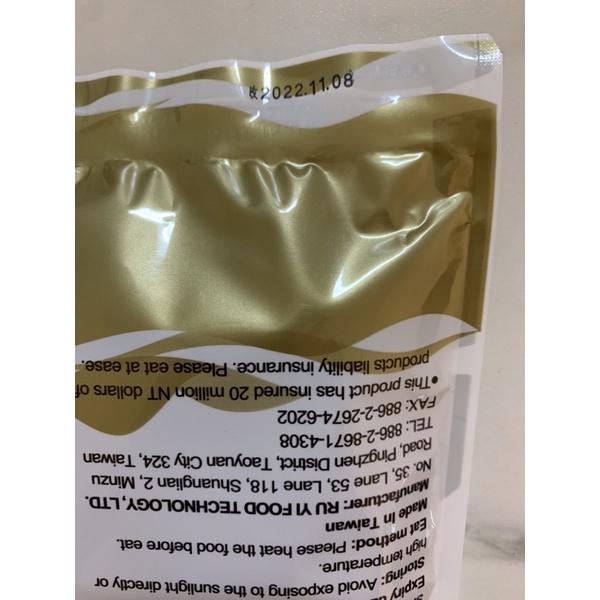 2022.11.08
Expiry
Storing: Avoid exposing to the sunlight directly or
high temperature.
Eat method: Please heat the food before eat.
Made In Taiwan
Manufacturer: RU YI FOOD TECHNOLOGY, LTD.
No. 35, Lane 53, Lane 118, Shuanglian 2, Minzu
Road, Pingzhen District, Taoyuan City 324, Taiwan
TEL: 886-2-8671-4308
FAX: 886-2-2674-6202
•This product has insured 20 million NT dollars of
products liability insurance. Please eat at ease.